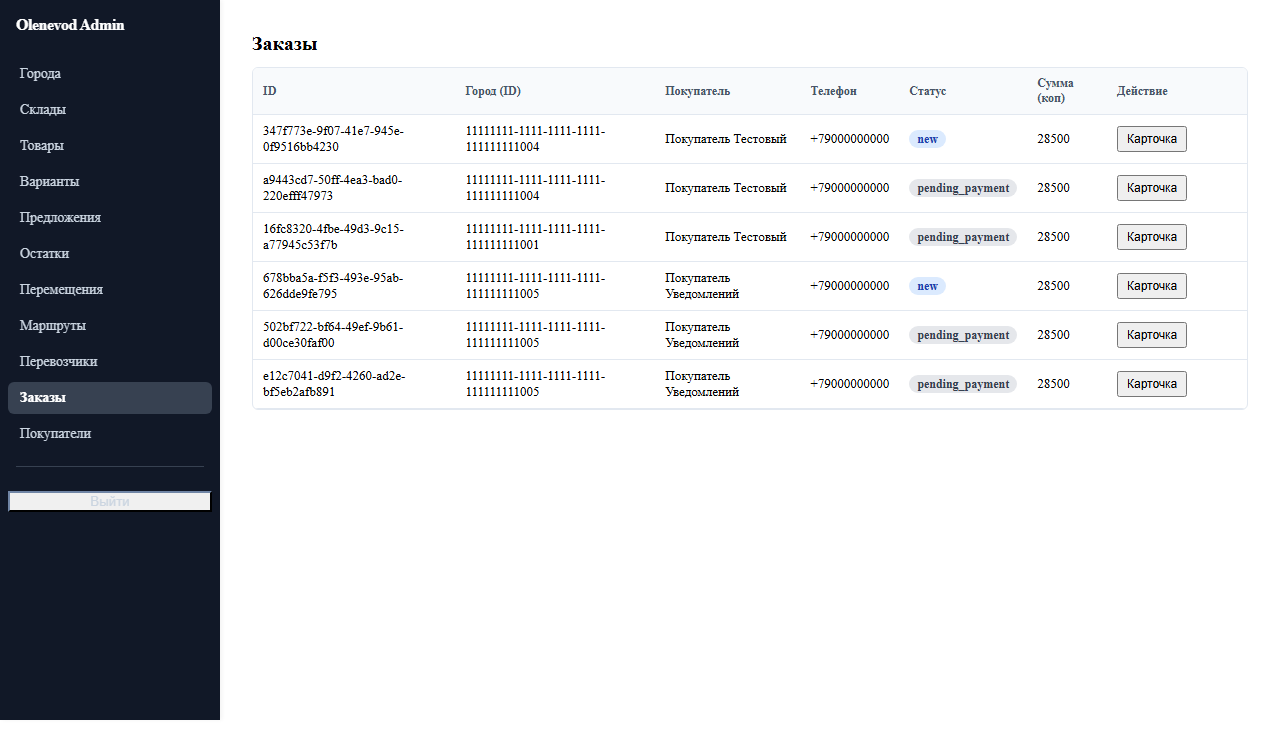 Olenevod Admin
Города
Склады
Товары
Варианты
Предложения
Остатки
Перемещения
Маршруты
Перевозчики
Заказы
Покупатели
Выйти
Заказы
ID Город (ID) Покупатель Телефон Статус Сумма (коп) Действие
347f773e-9f07-41e7-945e-0f9516bb4230 11111111-1111-1111-1111-111111111004 Покупатель Тестовый +79000000000 new 28500 Карточка
a9443cd7-50ff-4ea3-bad0-220efff47973 11111111-1111-1111-1111-111111111004 Покупатель Тестовый +79000000000 pending_payment 28500 Карточка
16fc8320-4fbe-49d3-9c15-a77945c53f7b 11111111-1111-1111-1111-111111111001 Покупатель Тестовый +79000000000 pending_payment 28500 Карточка
678bba5a-f5f3-493e-95ab-626dde9fe795 11111111-1111-1111-1111-111111111005 Покупатель Уведомлений +79000000000 new 28500 Карточка
502bf722-bf64-49ef-9b61-d00ce30faf00 11111111-1111-1111-1111-111111111005 Покупатель Уведомлений +79000000000 pending_payment 28500 Карточка
e12c7041-d9f2-4260-ad2e-bf5eb2afb891 11111111-1111-1111-1111-111111111005 Покупатель Уведомлений +79000000000 pending_payment 28500 Карточка